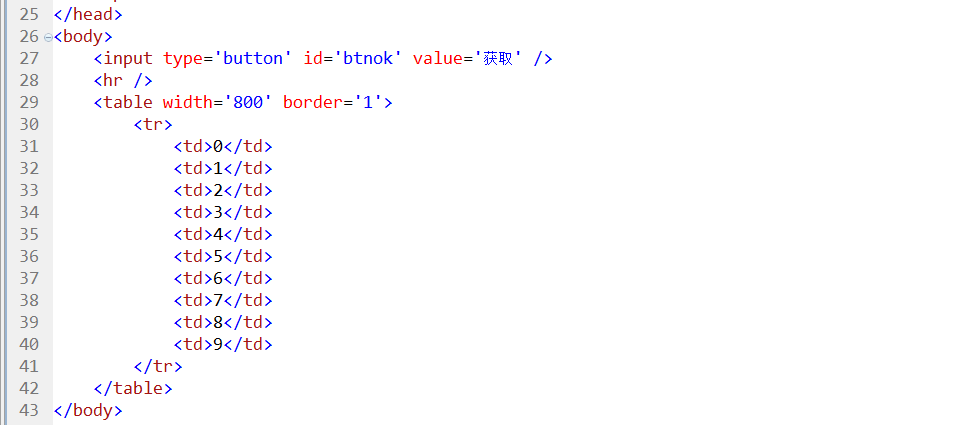 25 </head>
26 <body>
27     <input type='button' id='btnok' value='获取' />
28     <hr />
29     <table width='800' border='1'>
30         <tr>
31             <td>0</td>
32             <td>1</td>
33             <td>2</td>
34             <td>3</td>
35             <td>4</td>
36             <td>5</td>
37             <td>6</td>
38             <td>7</td>
39             <td>8</td>
40             <td>9</td>
41         </tr>
42     </table>
43 </body>